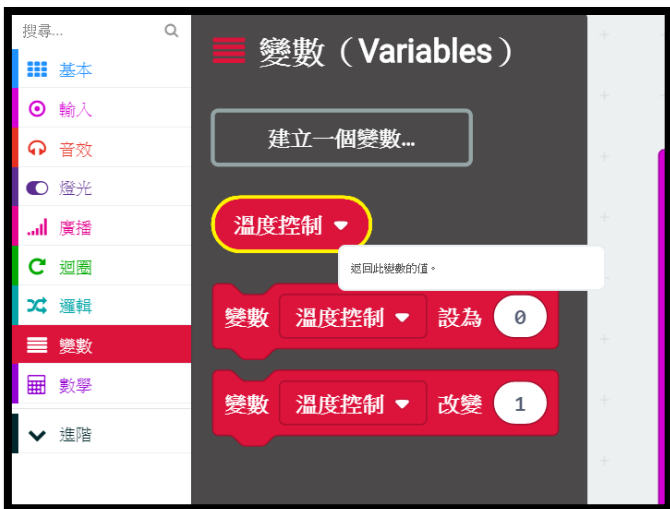 搜尋...
基本
輸入
音效
燈光
廣播
迴圈
邏輯
變數
數學
進階
變數（Variables）
建立一個變數...
溫度控制
返回此變數的值。
變數 溫度控制 設為 0
變數 溫度控制 改變 1